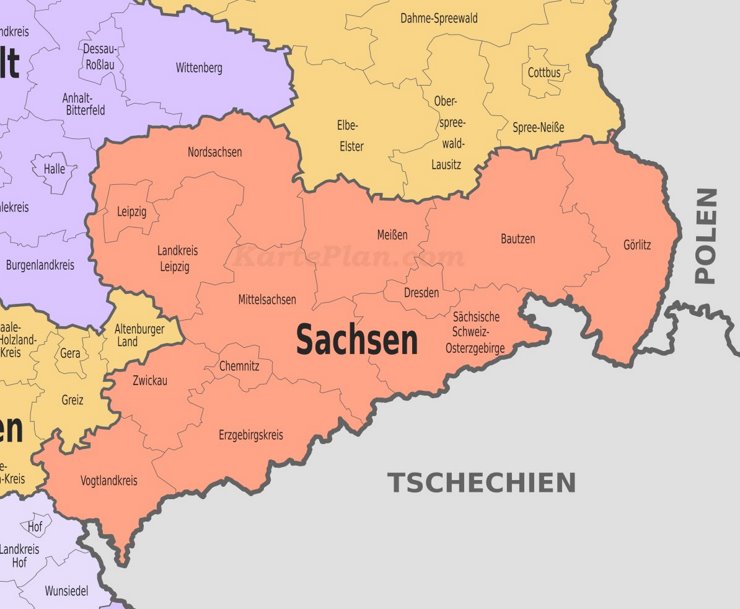 Dahme-Spreewald
ndkreis
lt
Dessau-
Roßlau
Wittenberg
Cottbus
Anhalt-
Bitterfeld
Ober-
spree-
wald-
Lausitz
Elbe-
Elster
Spree-Neiße
Nordsachsen
Halle
lekreis
Leipzig
Meißen
Bautzen
Görlitz
POLEN
Landkreis
Leipzig
KartePlan.com
Burgenlandkreis
Mittelsachsen
Dresden
Sächsische
Schweiz-
Osterzgebirge
Sachsen
aale-
Holzland-
Kreis
Altenburger
Land
Gera
Chemnitz
Zwickau
Greiz
en
Erzgebirgskreis
e-
-Kreis
Vogtlandkreis
TSCHECHIEN
Hof
Landkreis
Hof
Wunsiedel